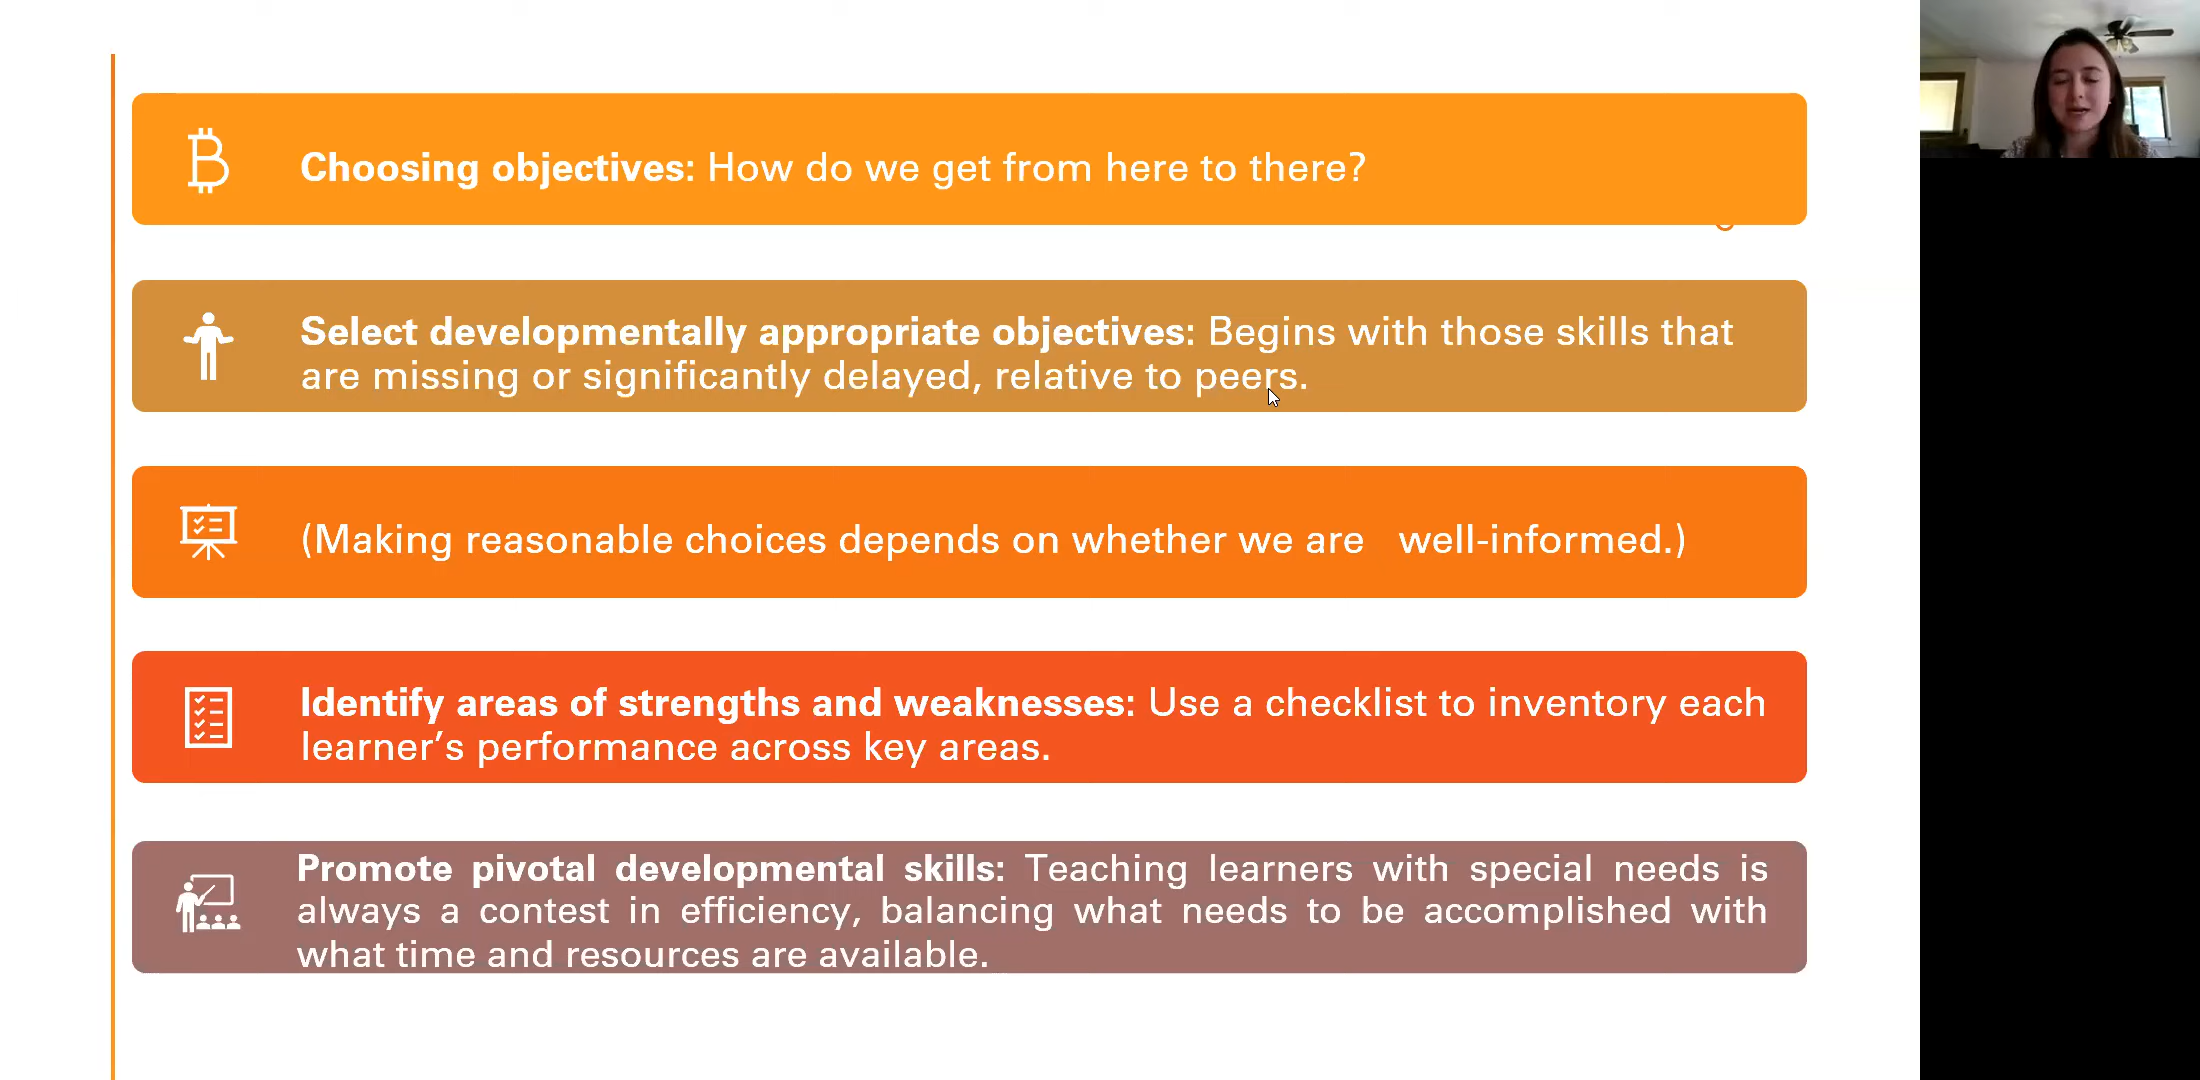 Choosing objectives: How do we get from here to there?
Select developmentally appropriate objectives: Begins with those skills that
are missing or significantly delayed, relative to peers.
(Making reasonable choices depends on whether we are well-informed.)
Identify areas of strengths and weaknesses: Use a checklist to inventory each
learner’s performance across key areas.
Promote pivotal developmental skills: Teaching learners with special needs is
always a contest in efficiency, balancing what needs to be accomplished with
what time and resources are available.